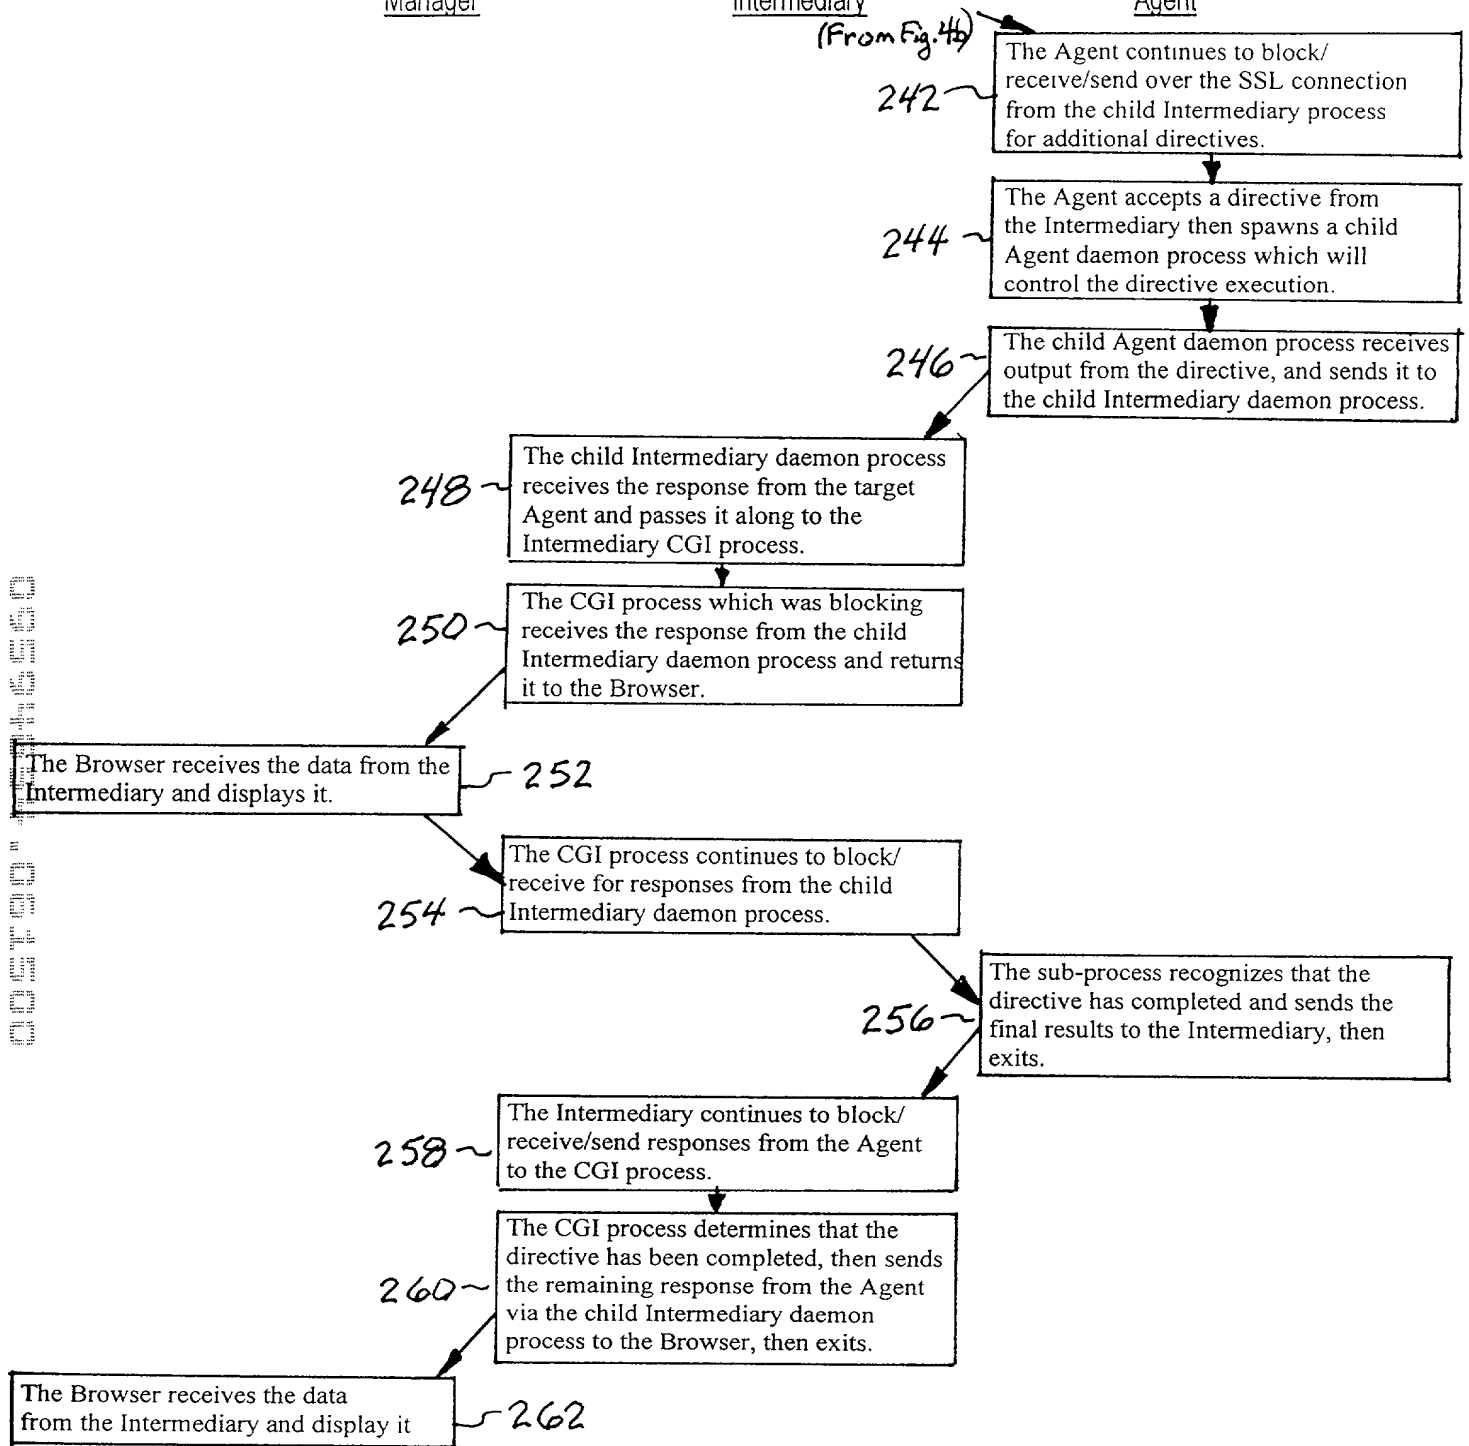 Manager
Intermediary
Agent
(From Fig. 4b)
The Agent continues to block/
receive/send over the SSL connection
from the child Intermediary process
for additional directives.
242
The Agent accepts a directive from
the Intermediary then spawns a child
Agent daemon process which will
control the directive execution.
244
The child Agent daemon process receives
output from the directive, and sends it to
the child Intermediary daemon process.
246
The child Intermediary daemon process
receives the response from the target
Agent and passes it along to the
Intermediary CGI process.
248
The CGI process which was blocking
receives the response from the child
Intermediary daemon process and returns
it to the Browser.
250
The Browser receives the data from the
Intermediary and displays it.
252
The CGI process continues to block/
receive for responses from the child
Intermediary daemon process.
254
The sub-process recognizes that the
directive has completed and sends the
final results to the Intermediary, then
exits.
256
The Intermediary continues to block/
receive/send responses from the Agent
to the CGI process.
258
The CGI process determines that the
directive has been completed, then sends
the remaining response from the Agent
via the child Intermediary daemon
process to the Browser, then exits.
260
The Browser receives the data
from the Intermediary and display it
262